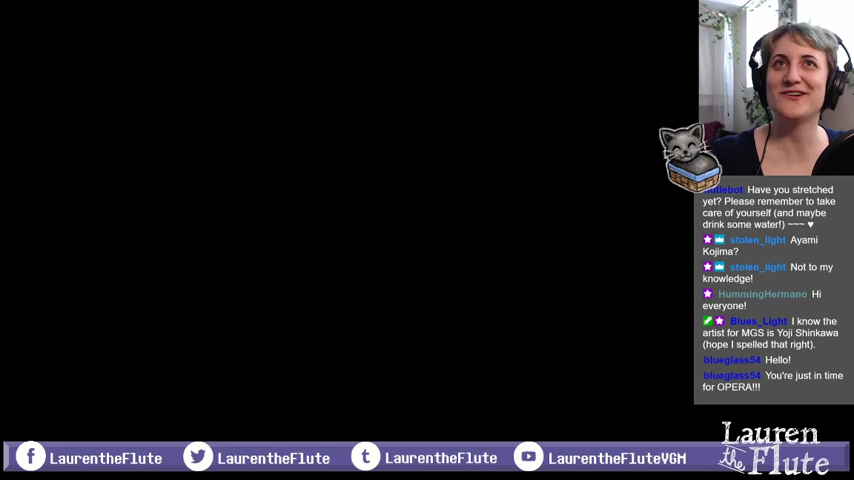 Have you stretched
yet? Please remember to take
care of yourself (and maybe
drink some water!) ~~~ ♥
stolen_light Ayami
Kojima?
stolen_light Not to my
knowledge!
HummingHermano Hi
everyone!
Blues_Light I know the
artist for MGS is Yoji Shinkawa
(hope I spelled that right).
blueglass54 Hello!
blueglass54 You're just in time
for OPERA!!!
Lauren
the Flute
LaurentheFlute
LaurentheFlute
LaurentheFlute
LaurentheFluteVGM